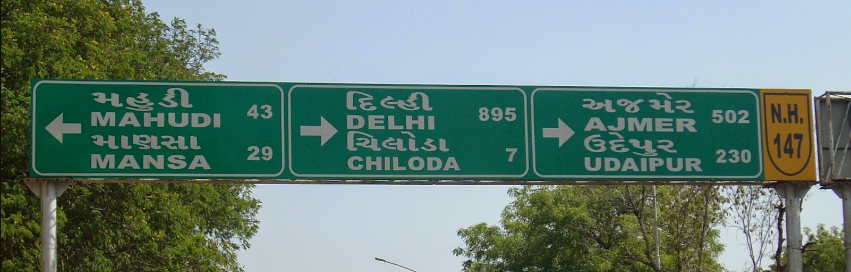 મહુડી
MAHUDI 43
માણસા
MANSA 29
દિલ્હી
DELHI 895
ચિલોડા
CHILODA 7
અજમેર
AJMER 502
ઉદેપુર
UDAIPUR 230
N.H.
147